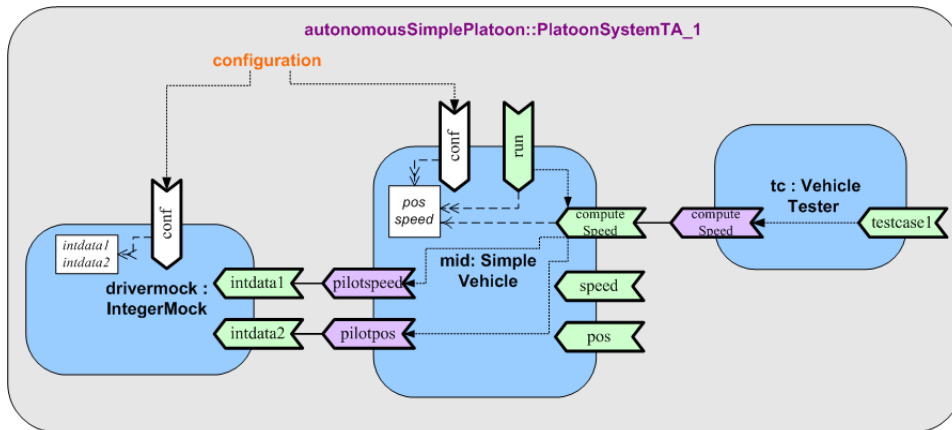 autonomousSimplePlatoon::PlatoonSystemTA_1
configuration
conf
run
conf
pos
speed
tc : Vehicle
Tester
compute
Speed
compute
Speed
testcase1
intdata1
intdata2
mid: Simple
Vehicle
drivermock :
IntegerMock
intdata1
pilotspeed
speed
intdata2
pilotpos
pos